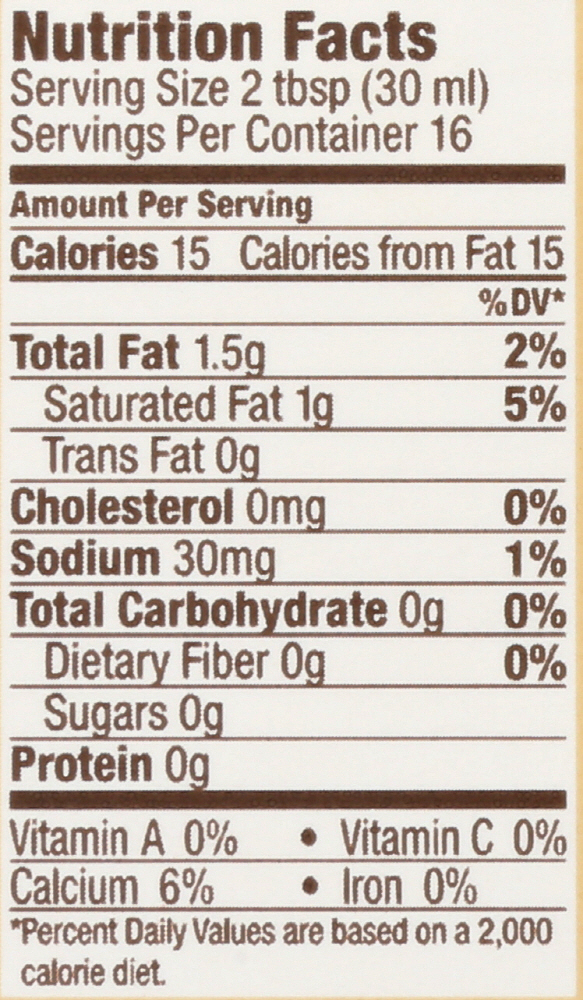 Nutrition Facts
Serving Size 2 tbsp (30 ml)
Servings Per Container 16
Amount Per Serving
Calories 15 Calories from Fat 15
%DV*
Total Fat 1.5g 2%
Saturated Fat 1g 5%
Trans Fat 0g
Cholesterol 0mg 0%
Sodium 30mg 1%
Total Carbohydrate 0g 0%
Dietary Fiber 0g 0%
Sugars 0g
Protein 0g
Vitamin A 0% • Vitamin C 0%
Calcium 6% • Iron 0%
*Percent Daily Values are based on a 2,000
calorie diet.